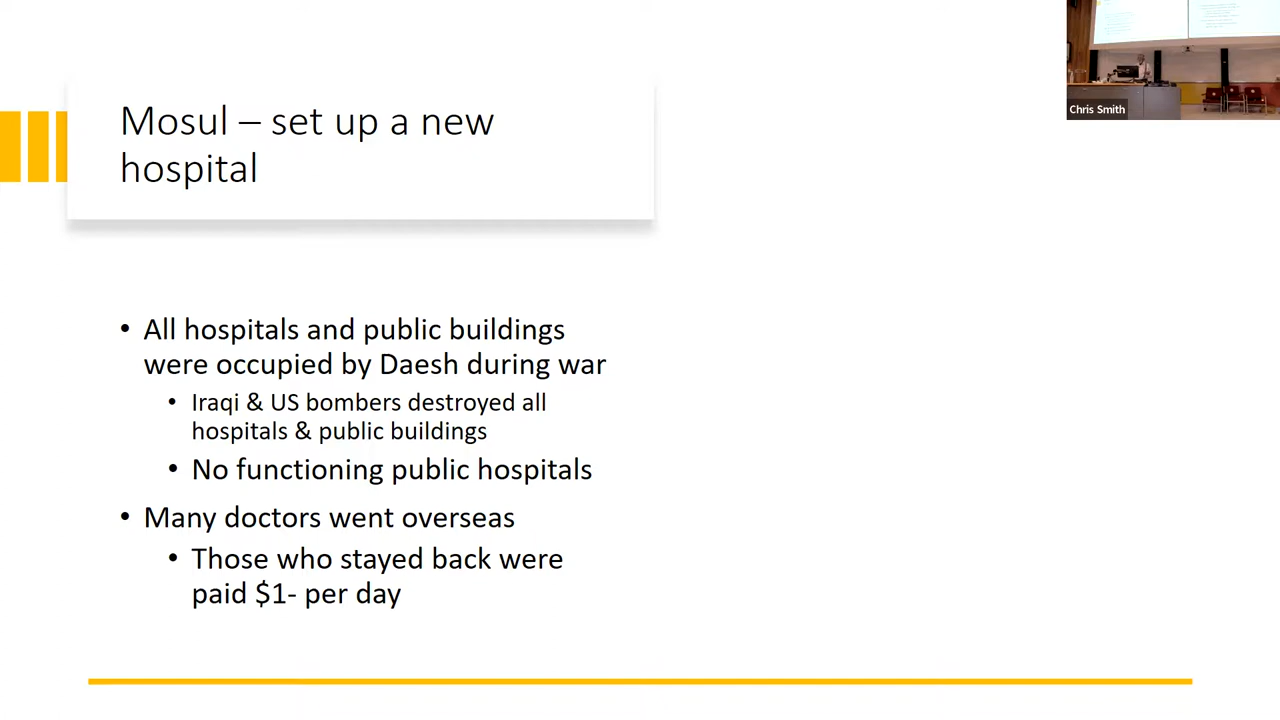 Mosul – set up a new
hospital
Chris Smith
• All hospitals and public buildings
were occupied by Daesh during war
• Iraqi & US bombers destroyed all
hospitals & public buildings
• No functioning public hospitals
• Many doctors went overseas
• Those who stayed back were
paid $1- per day